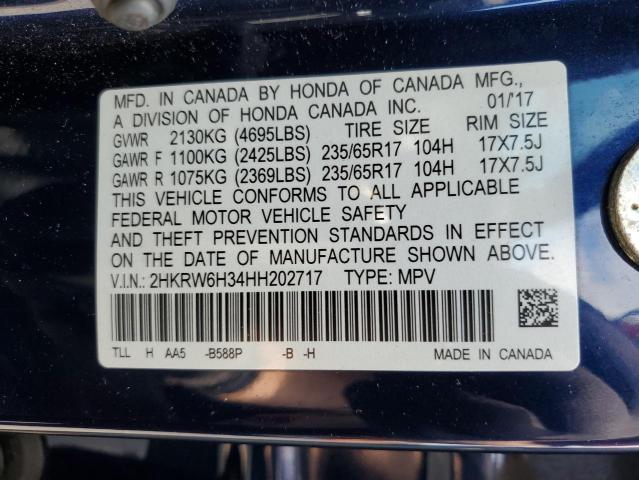 MFD. IN CANADA BY HONDA OF CANADA MFG.,
A DIVISION OF HONDA CANADA INC. 01/17
GVWR 2130KG (4695LBS) TIRE SIZE RIM SIZE
GAWR F 1100KG (2425LBS) 235/65R17 104H 17X7.5J
GAWR R 1075KG (2369LBS) 235/65R17 104H 17X7.5J
THIS VEHICLE CONFORMS TO ALL APPLICABLE
FEDERAL MOTOR VEHICLE SAFETY
AND THEFT PREVENTION STANDARDS IN EFFECT
ON THE DATE OF MANUFACTURE SHOWN ABOVE.
V.I.N.: 2HKRW6H34HH202717 TYPE: MPV
TLL H AA5 -B588P -B -H MADE IN CANADA